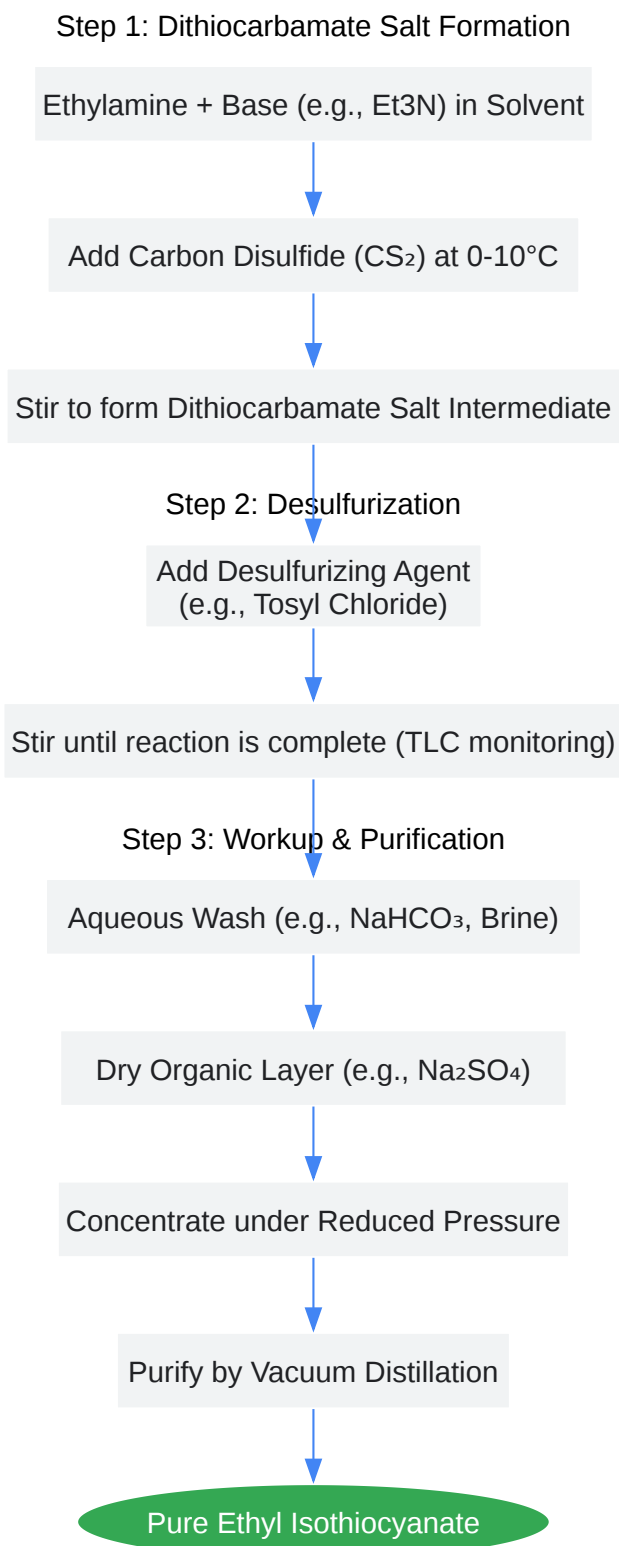 Step 1: Dithiocarbamate Salt Formation
Ethylamine + Base (e.g., Et3N) in Solvent
Add Carbon Disulfide (CS₂) at 0-10°C
Stir to form Dithiocarbamate Salt Intermediate
Step 2: Desulfurization
Add Desulfurizing Agent
(e.g., Tosyl Chloride)
Stir until reaction is complete (TLC monitoring)
Step 3: Workup & Purification
Aqueous Wash (e.g., NaHCO₃, Brine)
Dry Organic Layer (e.g., Na₂SO₄)
Concentrate under Reduced Pressure
Purify by Vacuum Distillation
Pure Ethyl Isothiocyanate